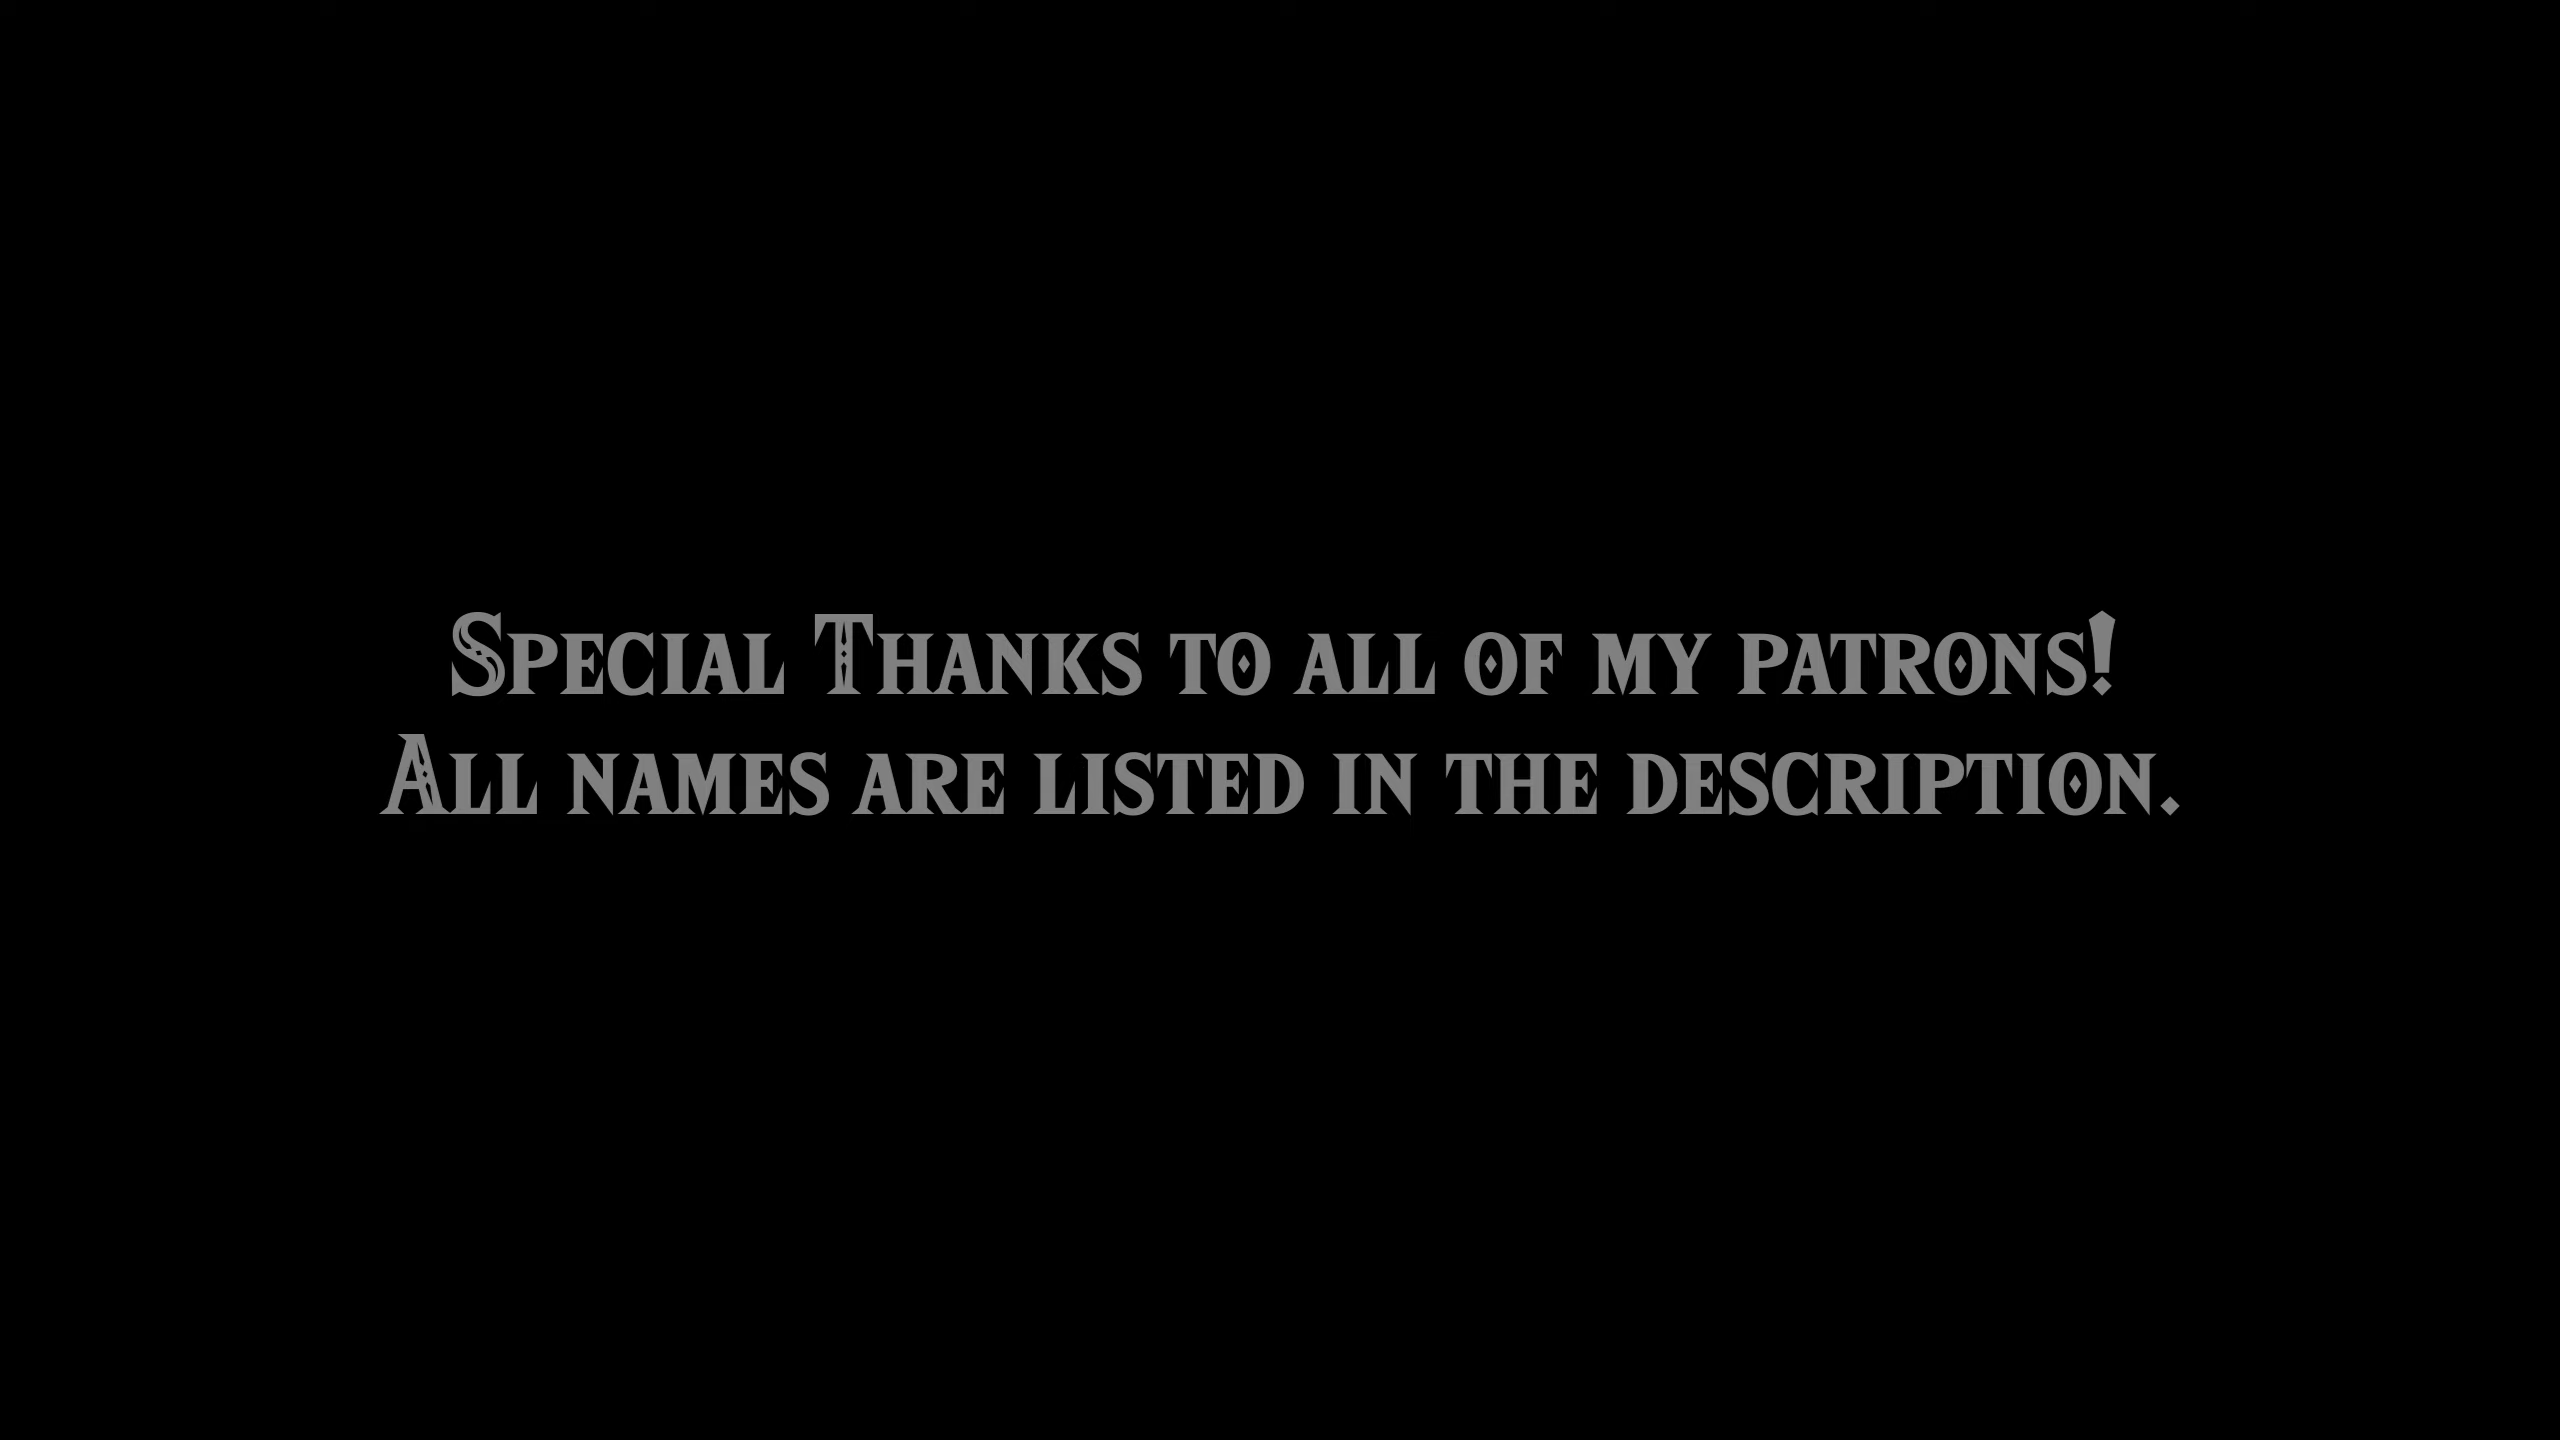 Special Thanks to all of my patrons!
All names are listed in the description.